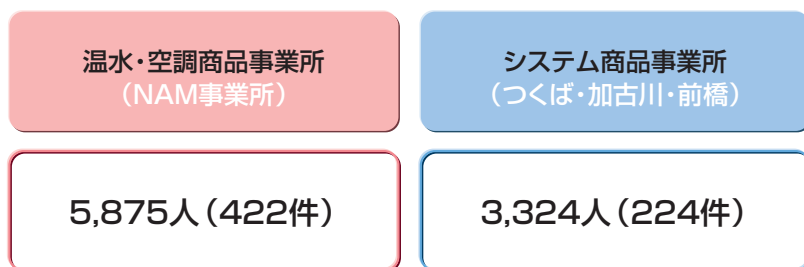 温水・空調商品事業所
（NAM事業所）
5,875人（422件）
システム商品事業所
（つくば・加古川・前橋）
3,324人（224件）